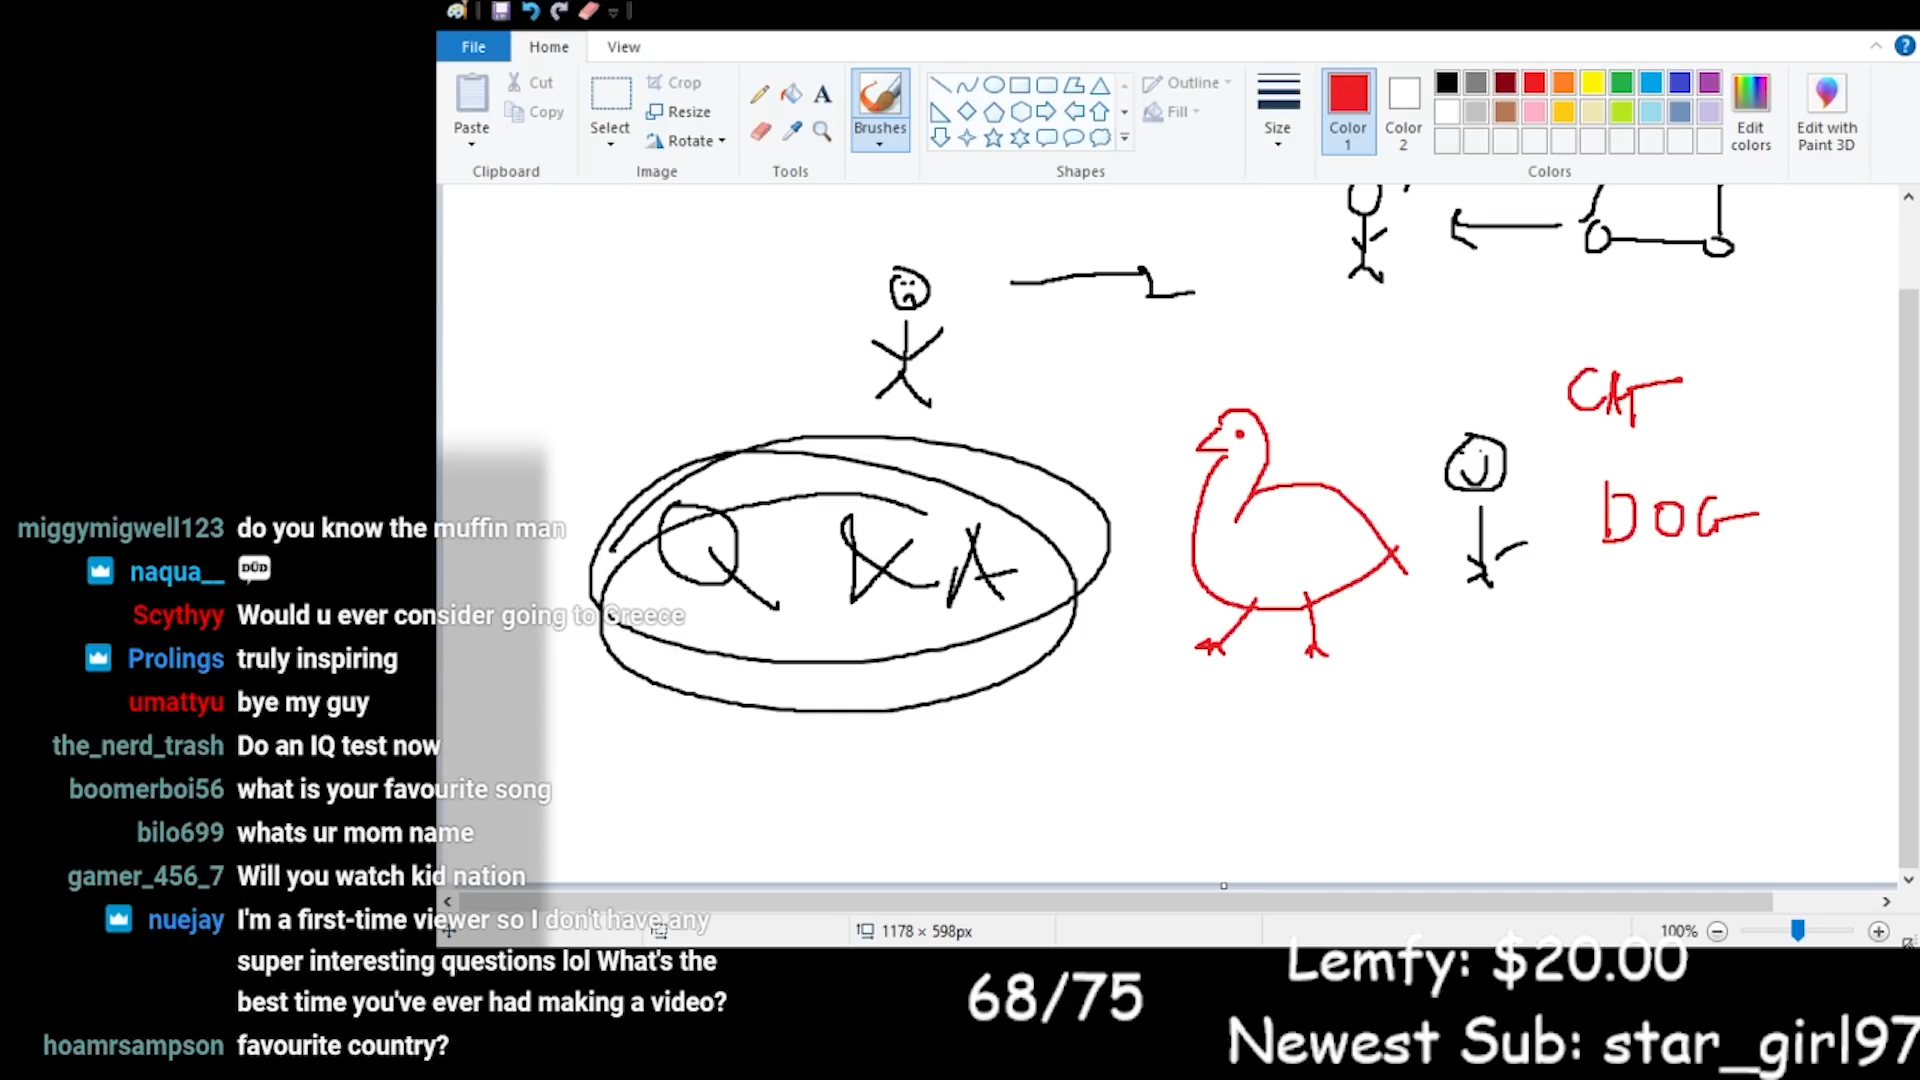 File Home View
Paste
Cut
Copy
Clipboard
Select
Crop
Resize
Rotate
Image
A
Tools
Brushes
Outline
Fill
Shapes
Size
Color 1
Color 2
Edit colors
Edit with Paint 3D
Colors
CAT
DOG
Q & A
miggymigwell123 do you know the muffin man
naqua__ DÜD
Scythyy Would u ever consider going to Greece
Prolings truly inspiring
umattyu bye my guy
the_nerd_trash Do an IQ test now
boomerboi56 what is your favourite song
bilo699 whats ur mom name
gamer_456_7 Will you watch kid nation
nuejay I'm a first-time viewer so I don't have any
super interesting questions lol What's the
best time you've ever had making a video?
hoamrsampson favourite country?
1178 × 598px
100%
68/75
Lemfy: $20.00
Newest Sub: star_girl97